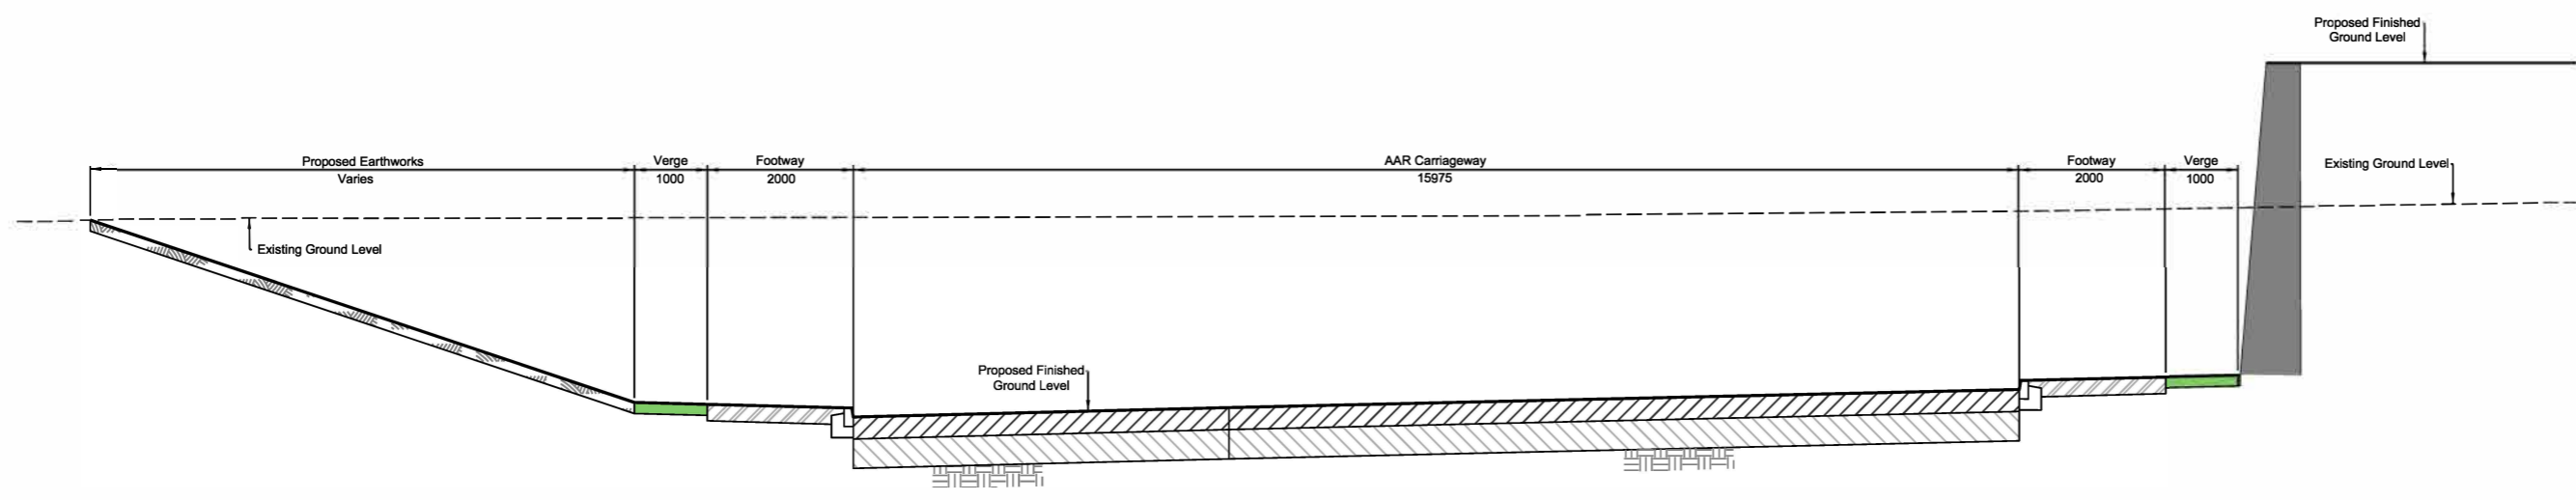 Proposed Finished
Ground Level
Proposed Earthworks
Varies
Verge
1000
Footway
2000
AAR Carriageway
15975
Footway
2000
Verge
1000
Existing Ground Level
Existing Ground Level
Proposed Finished
Ground Level